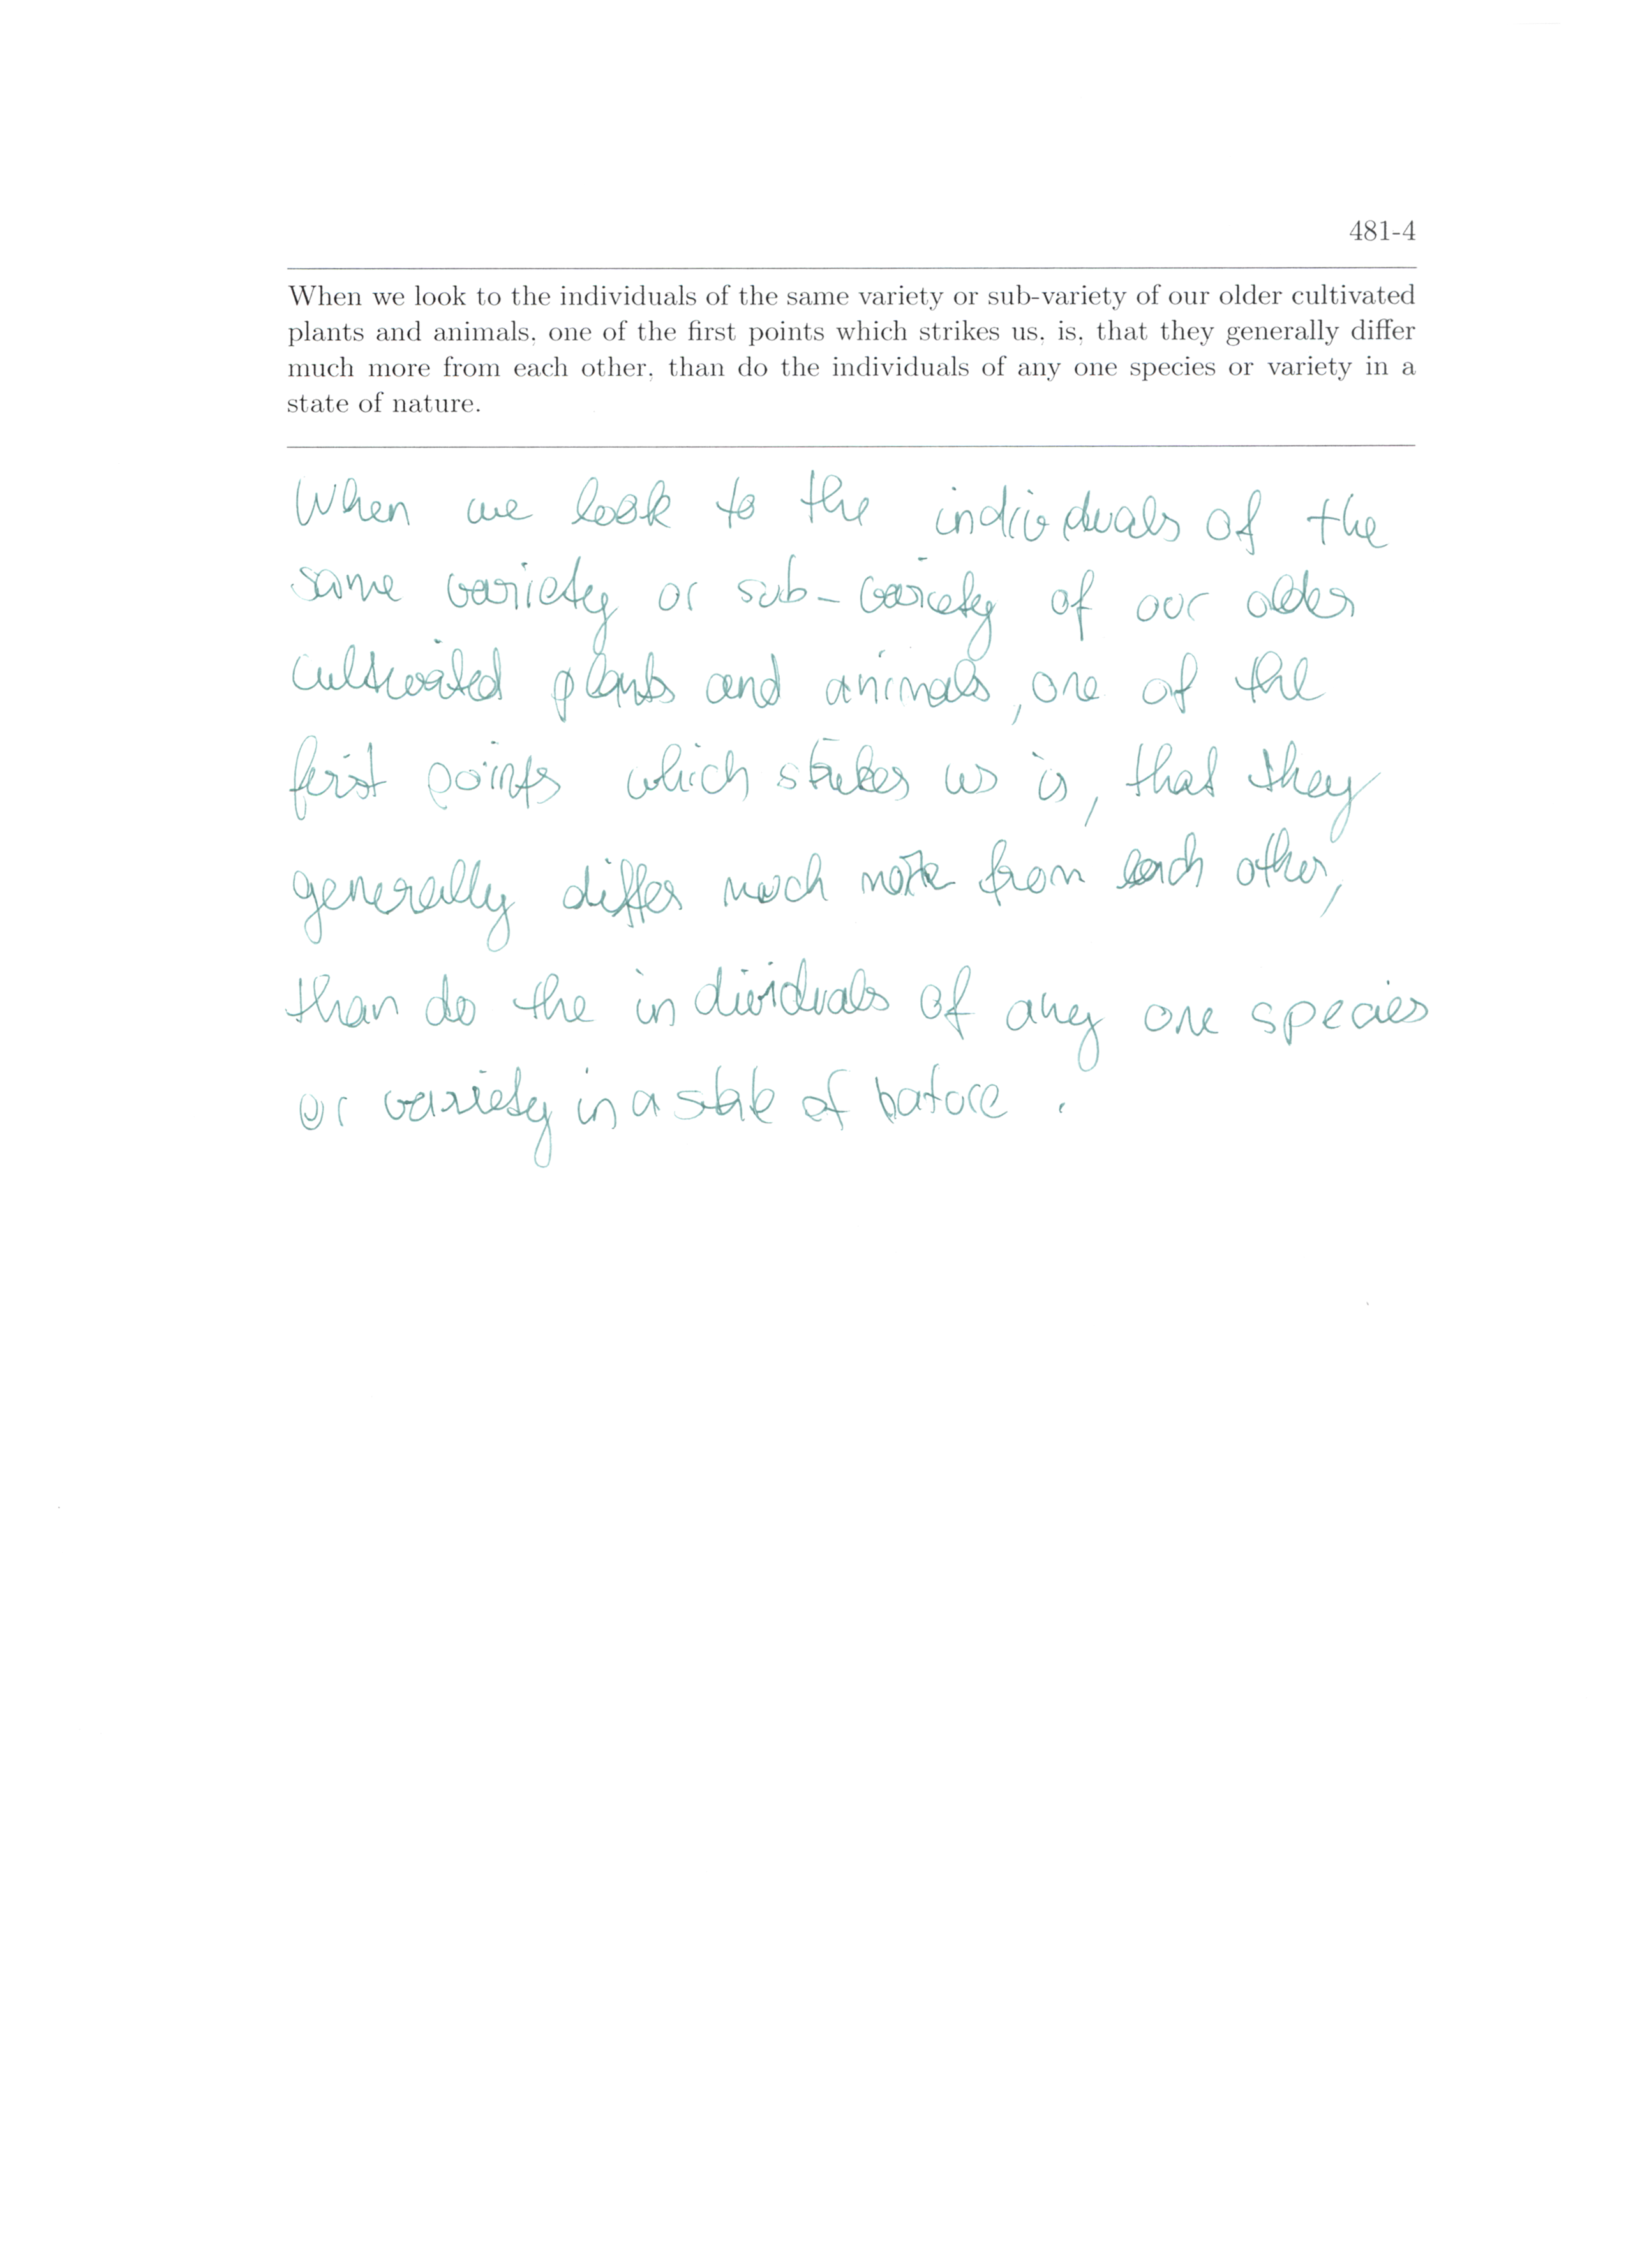 481-4
When we look to the individuals of the same variety or sub-variety of our older cultivated
plants and animals, one of the first points which strikes us, is, that they generally differ
much more from each other, than do the individuals of any one species or variety in a
state of nature.
When we look to the individuals of the
same variety or sub-variety of our older
cultivated plants and animals, one of the
first points which strikes us is, that they
generally differ much more from each other,
than do the individuals of any one species
or variety in a state of nature.